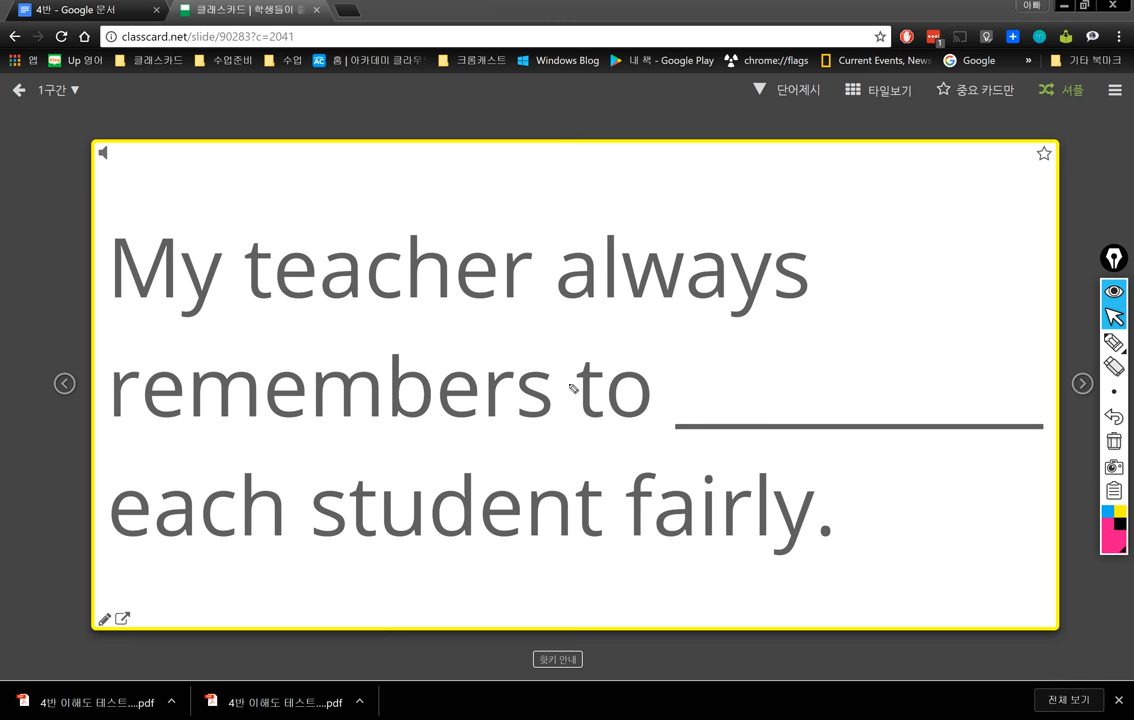 4반 - Google 문서
클래스카드 | 학생들이 좋
아빠
classcard.net/slide/90283?c=2041
앱
Up 영어
클래스카드
수업준비
수업
홈 | 아카데미 클라우
크롬캐스트
Windows Blog
내 책 - Google Play
chrome://flags
Current Events, News
Google
»
기타 북마크
1구간 ▼
▼ 단어제시
타일보기
중요 카드만
셔플
My teacher always
remembers to ____________
each student fairly.
핫키 안내
4반 이해도 테스트....pdf
4반 이해도 테스트....pdf
전체 보기